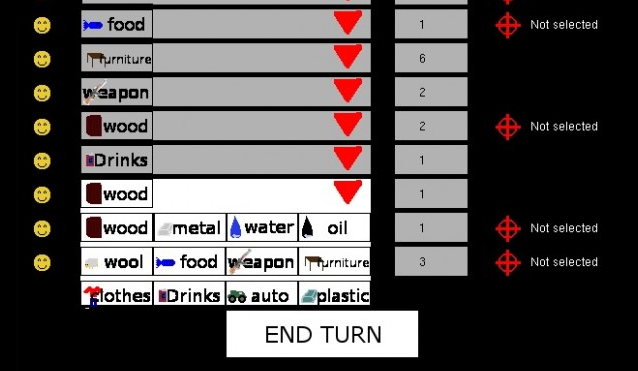 food 1 Not selected
Furniture 6
weapon 2
wood 2 Not selected
Drinks 1
wood 1
wood metal water oil 1 Not selected
wool food weapon Furniture 3 Not selected
Clothes Drinks auto plastic
END TURN